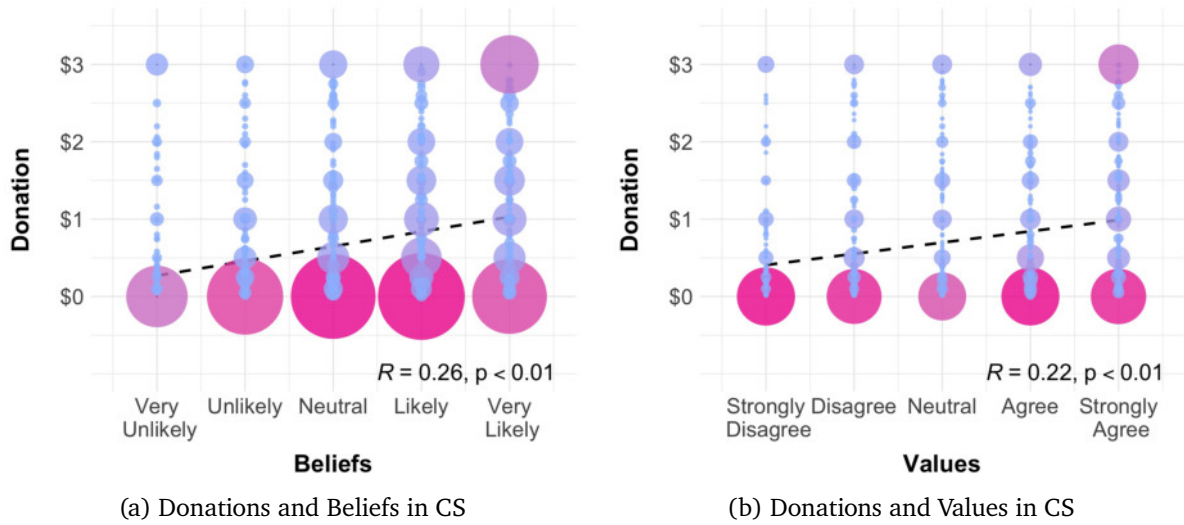 $3
$2
$1
$0
Donation
R = 0.26, p < 0.01
Very Unlikely
Unlikely
Neutral
Likely
Very Likely
Beliefs
(a) Donations and Beliefs in CS
$3
$2
$1
$0
Donation
R = 0.22, p < 0.01
Strongly Disagree
Disagree
Neutral
Agree
Strongly Agree
Values
(b) Donations and Values in CS